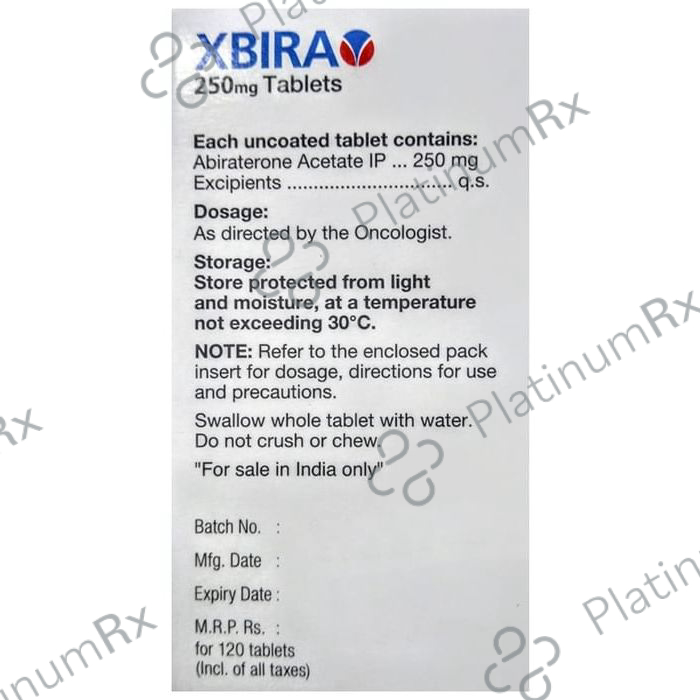 XBIRA
250mg Tablets
Each uncoated tablet contains:
Abiraterone Acetate IP ... 250 mg
Excipients ................................ q.s.
Dosage:
As directed by the Oncologist.
Storage:
Store protected from light
and moisture, at a temperature
not exceeding 30°C.
NOTE: Refer to the enclosed pack
insert for dosage, directions for use
and precautions.
Swallow whole tablet with water.
Do not crush or chew.
"For sale in India only"
Batch No. :
Mfg. Date :
Expiry Date :
M.R.P. Rs. :
for 120 tablets
(Incl. of all taxes)
PlatinumRx
PlatinumRx
PlatinumRx
Rx
inumRx
Platin
Platinu